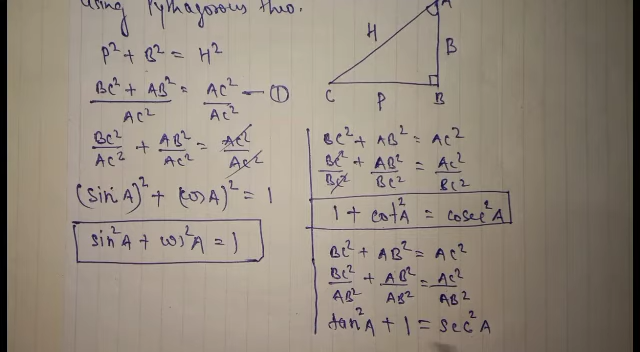 Using Pythagorous theo.
P² + B² = H²
BC² + AB² / AC² = AC² / AC² — ①
BC² / AC² + AB² / AC² = AC² / AC²
(sin A)² + (cos A)² = 1
sin²A + cos²A = 1
A
H
B
C
P
B
BC² + AB² = AC²
BC² / BC² + AB² / BC² = AC² / BC²
1 + cot²A = cosec²A
BC² + AB² = AC²
BC² / AB² + AB² / AB² = AC² / AB²
tan²A + 1 = sec²A